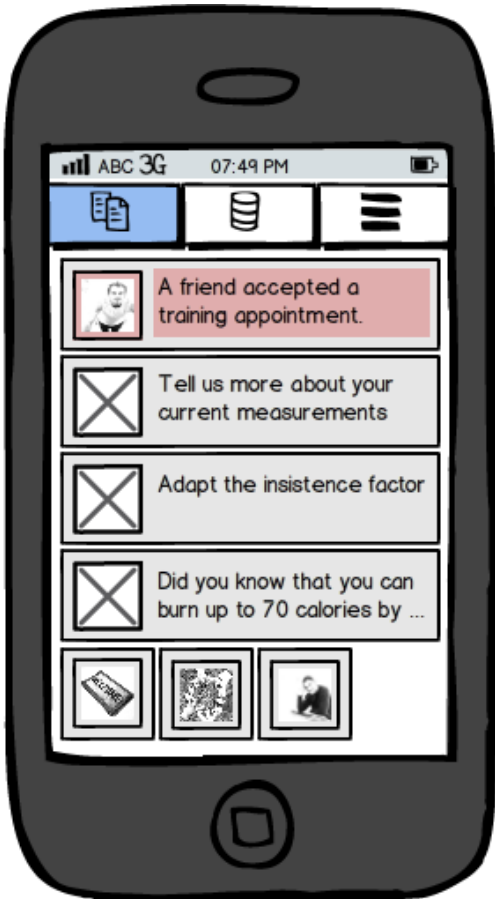 ABC 3G 07:49 PM
A friend accepted a
training appointment.
Tell us more about your
current measurements
Adapt the insistence factor
Did you know that you can
burn up to 70 calories by ...
WELCOME